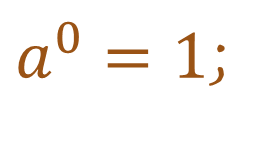 a⁰ = 1;